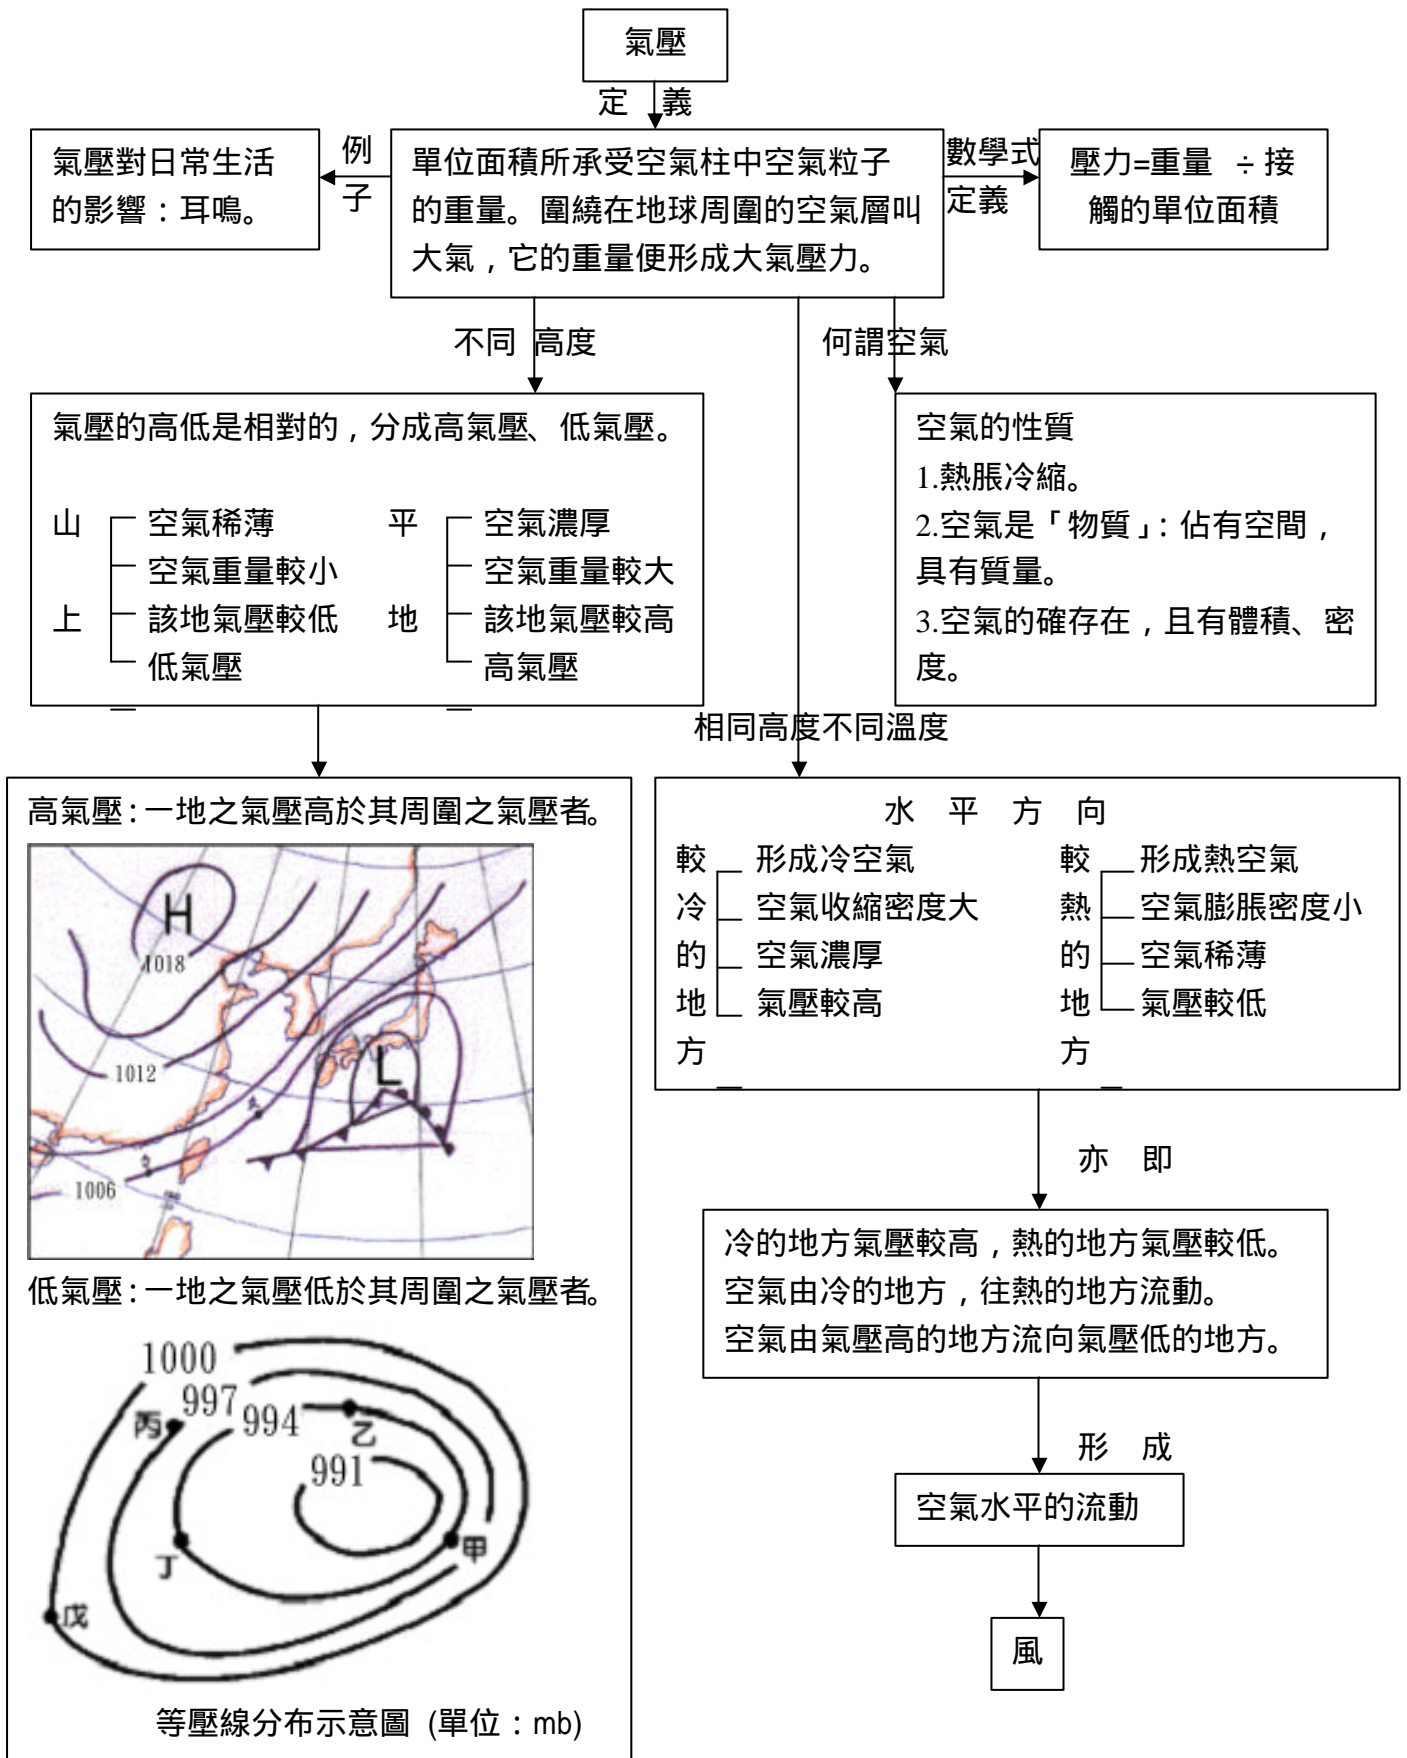 氣壓
定 義
氣壓對日常生活
的影響：耳鳴。
例
子
單位面積所承受空氣柱中空氣粒子
的重量。圍繞在地球周圍的空氣層叫
大氣，它的重量便形成大氣壓力。
數學式
定義
壓力=重量 ÷接
觸的單位面積
不同 高度
何謂空氣
氣壓的高低是相對的，分成高氣壓、低氣壓。
山上
空氣稀薄
空氣重量較小
該地氣壓較低
低氣壓
平地
空氣濃厚
空氣重量較大
該地氣壓較高
高氣壓
空氣的性質
1.熱脹冷縮。
2.空氣是「物質」：佔有空間，
具有質量。
3.空氣的確存在，且有體積、密
度。
相同高度不同溫度
高氣壓：一地之氣壓高於其周圍之氣壓者。
H
1018
1012
L
1006
低氣壓：一地之氣壓低於其周圍之氣壓者。
1000
997
994
991
丙
乙
丁
甲
戊
等壓線分布示意圖 (單位：mb)
水 平 方 向
較冷的地方
形成冷空氣
空氣收縮密度大
空氣濃厚
氣壓較高
較熱的地方
形成熱空氣
空氣膨脹密度小
空氣稀薄
氣壓較低
亦 即
冷的地方氣壓較高，熱的地方氣壓較低。
空氣由冷的地方，往熱的地方流動。
空氣由氣壓高的地方流向氣壓低的地方。
形 成
空氣水平的流動
風